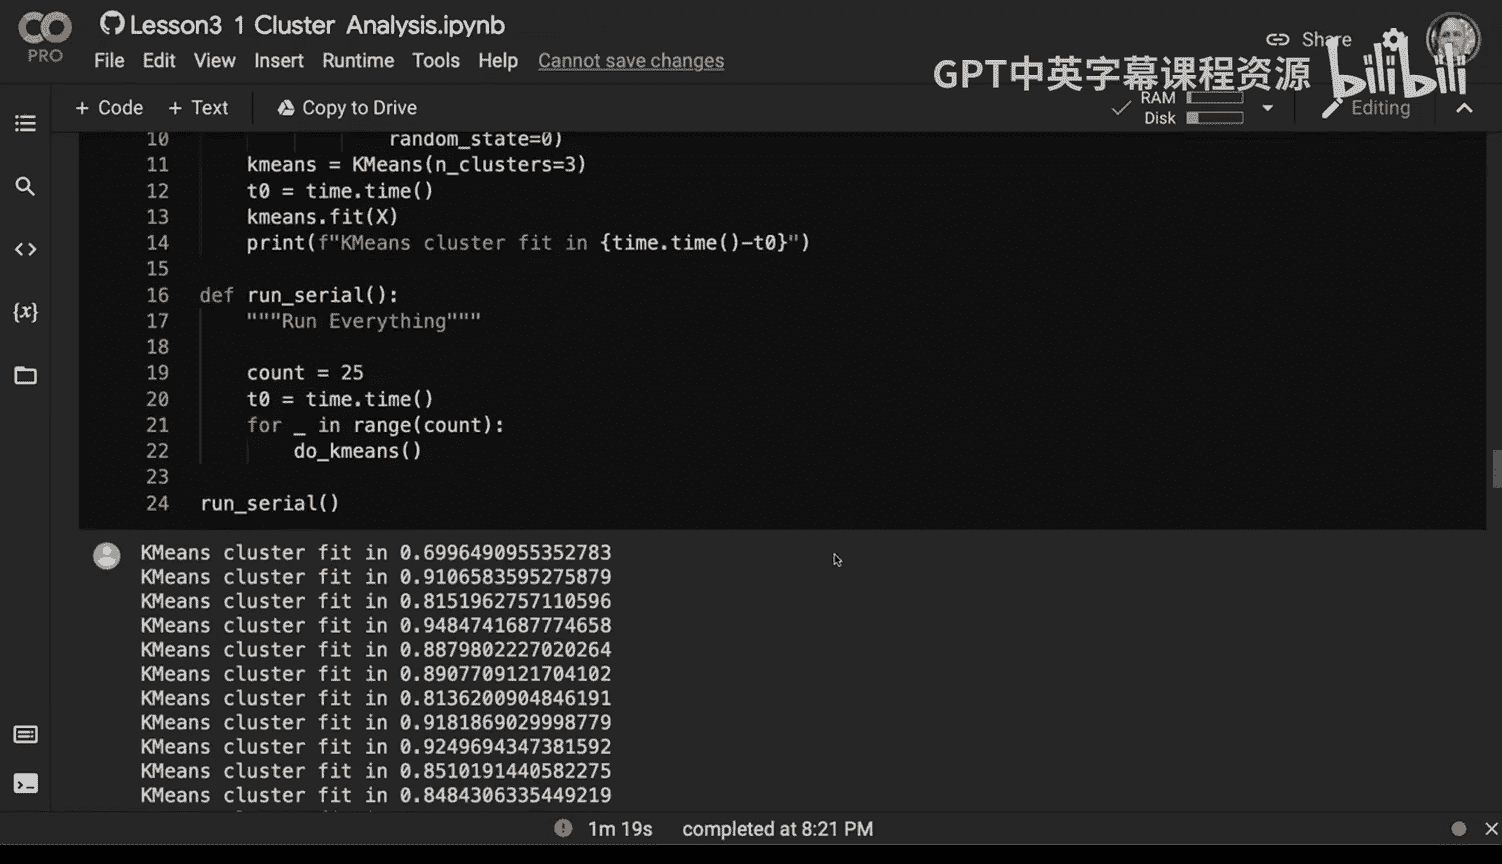 CO
PRO
Lesson3 1 Cluster Analysis.ipynb
File Edit View Insert Runtime Tools Help Cannot save changes
Share
GPT中英字幕课程资源
bilibili
+ Code + Text Copy to Drive
RAM
Disk
Editing
{x}
10 random_state=0)
11 kmeans = KMeans(n_clusters=3)
12 t0 = time.time()
13 kmeans.fit(X)
14 print(f"KMeans cluster fit in {time.time()-t0}")
15
16 def run_serial():
17 """Run Everything"""
18
19 count = 25
20 t0 = time.time()
21 for _ in range(count):
22 do_kmeans()
23
24 run_serial()
KMeans cluster fit in 0.6996490955352783
KMeans cluster fit in 0.9106583595275879
KMeans cluster fit in 0.8151962757110596
KMeans cluster fit in 0.9484741687774658
KMeans cluster fit in 0.8879802227020264
KMeans cluster fit in 0.8907709121704102
KMeans cluster fit in 0.8136200904846191
KMeans cluster fit in 0.9181869029998779
KMeans cluster fit in 0.9249694347381592
KMeans cluster fit in 0.8510191440582275
KMeans cluster fit in 0.8484306335449219
1m 19s completed at 8:21 PM